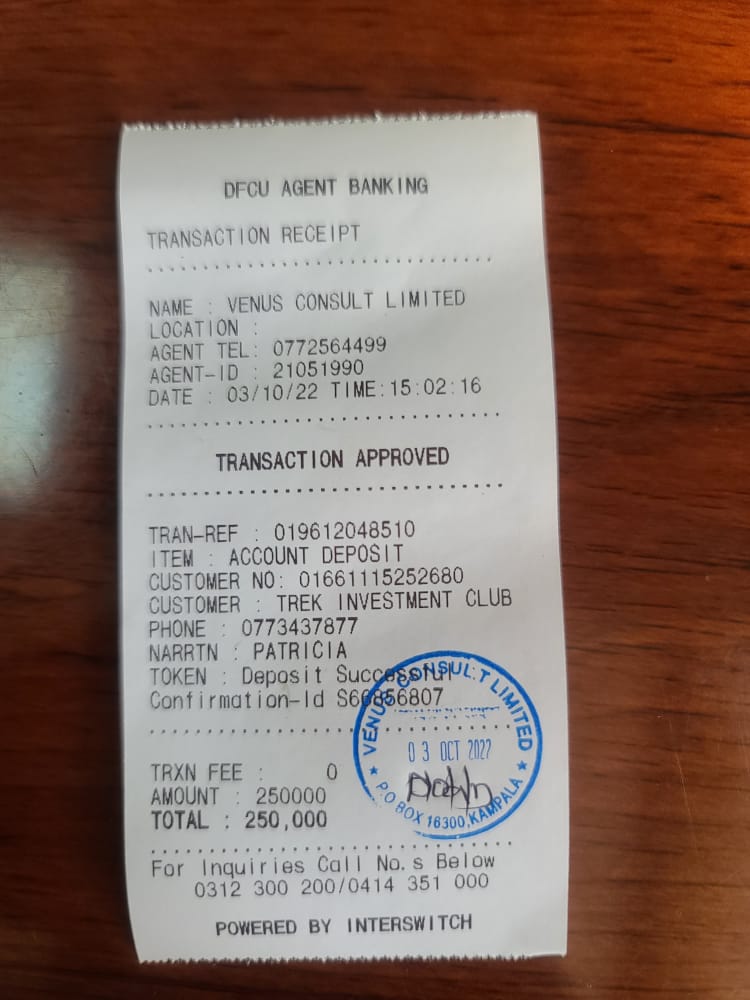 DFCU AGENT BANKING
TRANSACTION RECEIPT
NAME : VENUS CONSULT LIMITED
LOCATION :
AGENT TEL: 0772564499
AGENT-ID : 21051990
DATE : 03/10/22 TIME:15:02:16
TRANSACTION APPROVED
TRAN-REF : 019612048510
ITEM : ACCOUNT DEPOSIT
CUSTOMER NO: 01661115252680
CUSTOMER : TREK INVESTMENT CLUB
PHONE : 0773437877
NARRTN : PATRICIA
TOKEN : Deposit Successful
Confirmation-Id S66856807
TRXN FEE : 0
AMOUNT : 250000
TOTAL : 250,000
VENUS CONSULT LIMITED
03 OCT 2022
P.O BOX 16300, KAMPALA
For Inquiries Call No.s Below
0312 300 200/0414 351 000
POWERED BY INTERSWITCH